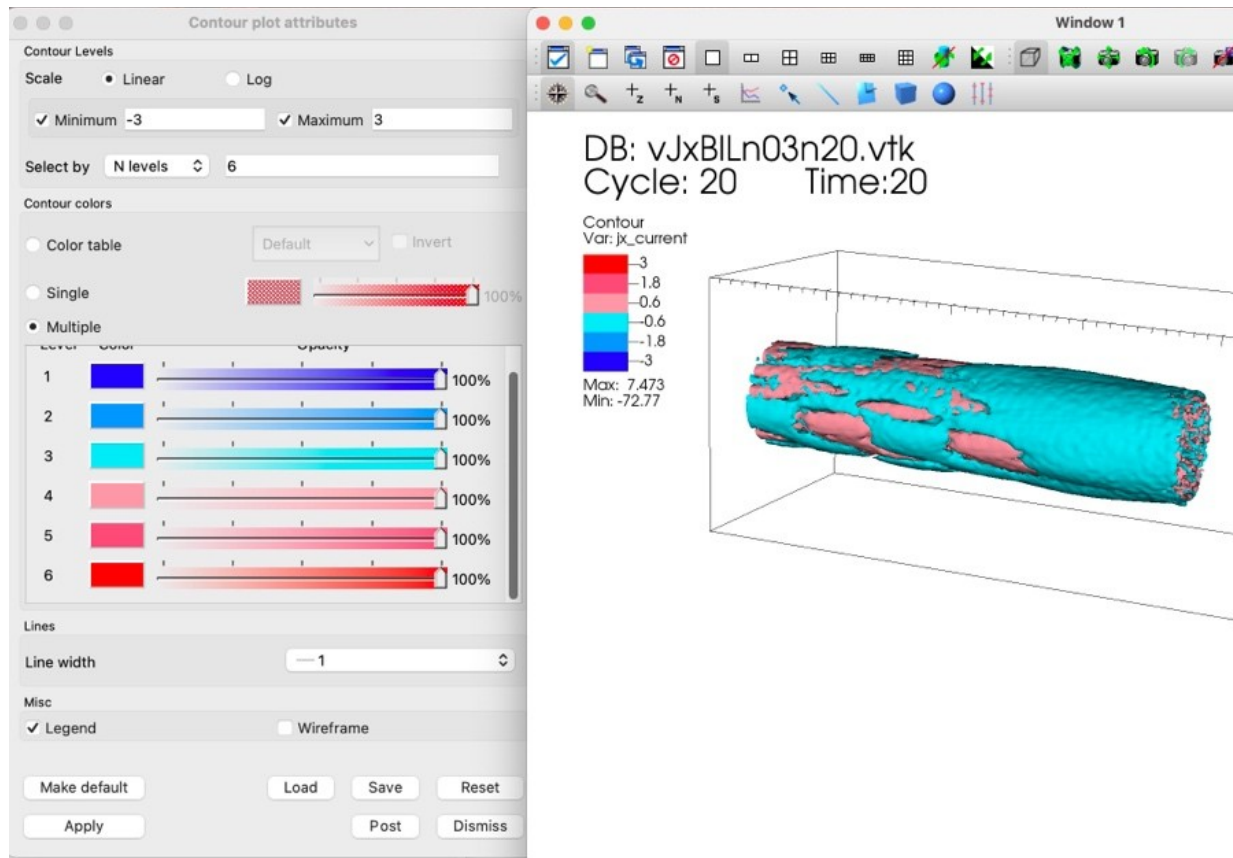 Contour plot attributes
Contour Levels
Scale Linear Log
Minimum -3 Maximum 3
Select by N levels 6
Contour colors
Color table Default Invert
Single 100%
Multiple
Level Color Opacity
1 100%
2 100%
3 100%
4 100%
5 100%
6 100%
Lines
Line width 1
Misc
Legend Wireframe
Make default Load Save Reset
Apply Post Dismiss
Window 1
+z +N +s
DB: vJxBlLn03n20.vtk
Cycle: 20 Time:20
Contour
Var: jx_current
3
1.8
0.6
-0.6
-1.8
-3
Max: 7.473
Min: -72.77